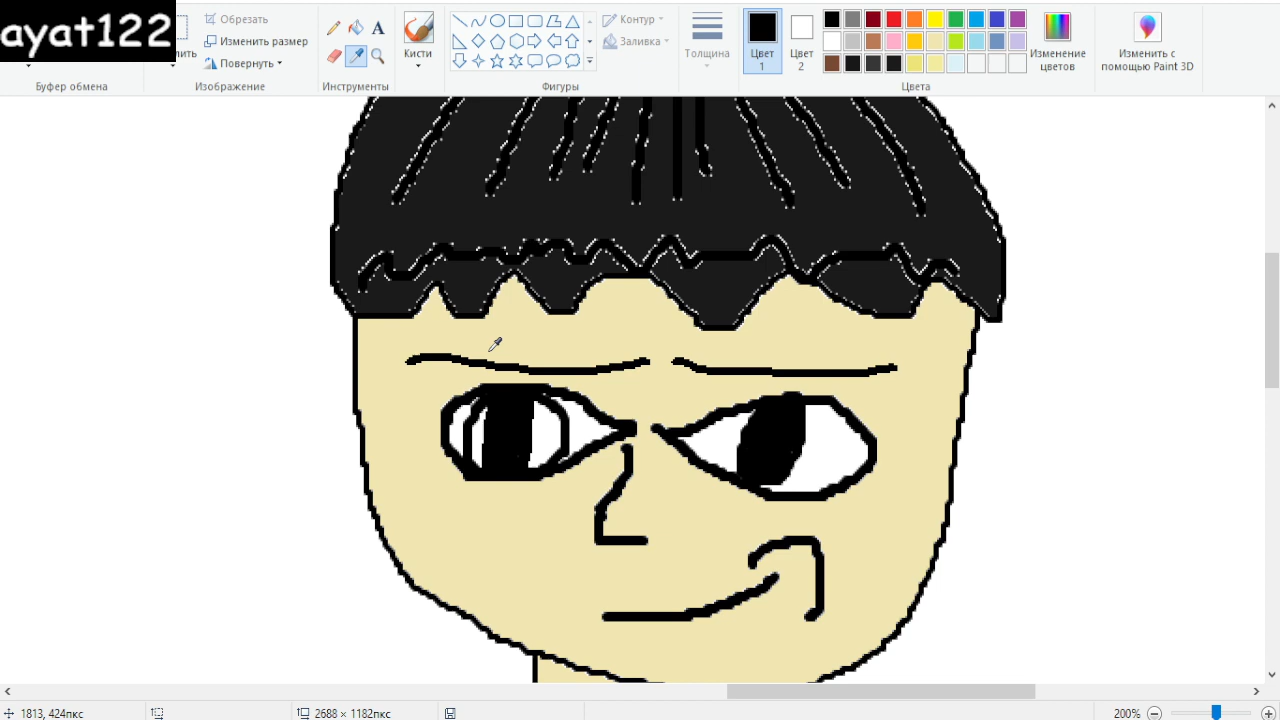 ayat122
Обрезать
Изменить размер
Повернуть
Кисти
Контур
Заливка
Толщина
Цвет
1
Цвет
2
Изменение
цветов
Изменить с
помощью Paint 3D
Буфер обмена
Изображение
Инструменты
Фигуры
Цвета
1813, 424пкс
2688 × 1182пкс
200%